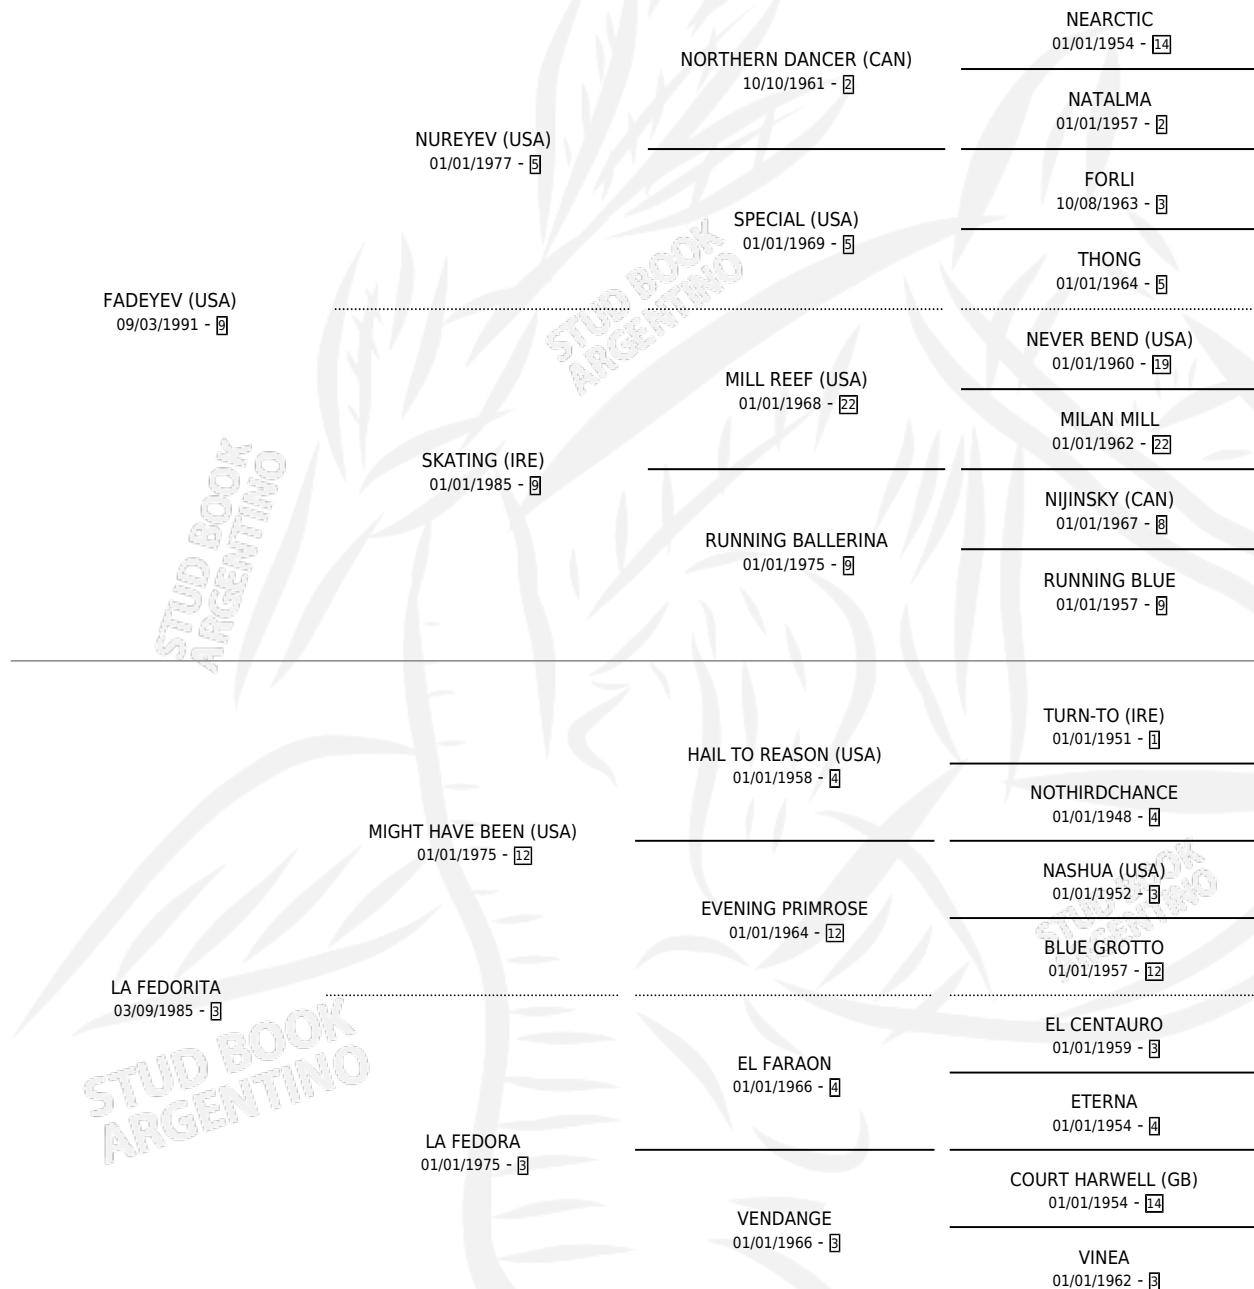 NEARCTIC
01/01/1954 - 14
NORTHERN DANCER (CAN)
10/10/1961 - 2
NATALMA
01/01/1957 - 2
NUREYEV (USA)
01/01/1977 - 5
FORLI
10/08/1963 - 3
SPECIAL (USA)
01/01/1969 - 5
THONG
01/01/1964 - 5
FADEYEV (USA)
09/03/1991 - 9
STUD BOOK
ARGENTINO
NEVER BEND (USA)
01/01/1960 - 19
MILL REEF (USA)
01/01/1968 - 22
MILAN MILL
01/01/1962 - 22
SKATING (IRE)
01/01/1985 - 9
NIJINSKY (CAN)
01/01/1967 - 8
RUNNING BALLERINA
01/01/1975 - 9
RUNNING BLUE
01/01/1957 - 9
STUD BOOK
ARGENTINO
TURN-TO (IRE)
01/01/1951 - 1
HAIL TO REASON (USA)
01/01/1958 - 4
NOTHIRDCHANCE
01/01/1948 - 4
MIGHT HAVE BEEN (USA)
01/01/1975 - 12
NASHUA (USA)
01/01/1952 - 3
EVENING PRIMROSE
01/01/1964 - 12
BLUE GROTTO
01/01/1957 - 12
STUD BOOK
ARGENTINO
LA FEDORITA
03/09/1985 - 3
EL CENTAURO
01/01/1959 - 3
EL FARAON
01/01/1966 - 4
ETERNA
01/01/1954 - 4
STUD BOOK
ARGENTINO
LA FEDORA
01/01/1975 - 3
COURT HARWELL (GB)
01/01/1954 - 14
VENDANGE
01/01/1966 - 3
VINEA
01/01/1962 - 3